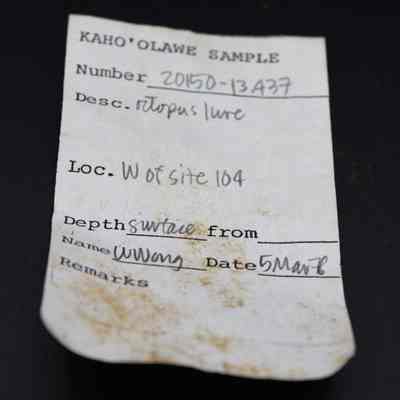 KAHO'OLAWE SAMPLE
Number 20150-13A37
Desc. octopus lure
Loc. W of site 104
Depth surface from
Name W Wong Date 5 Mar
Remarks